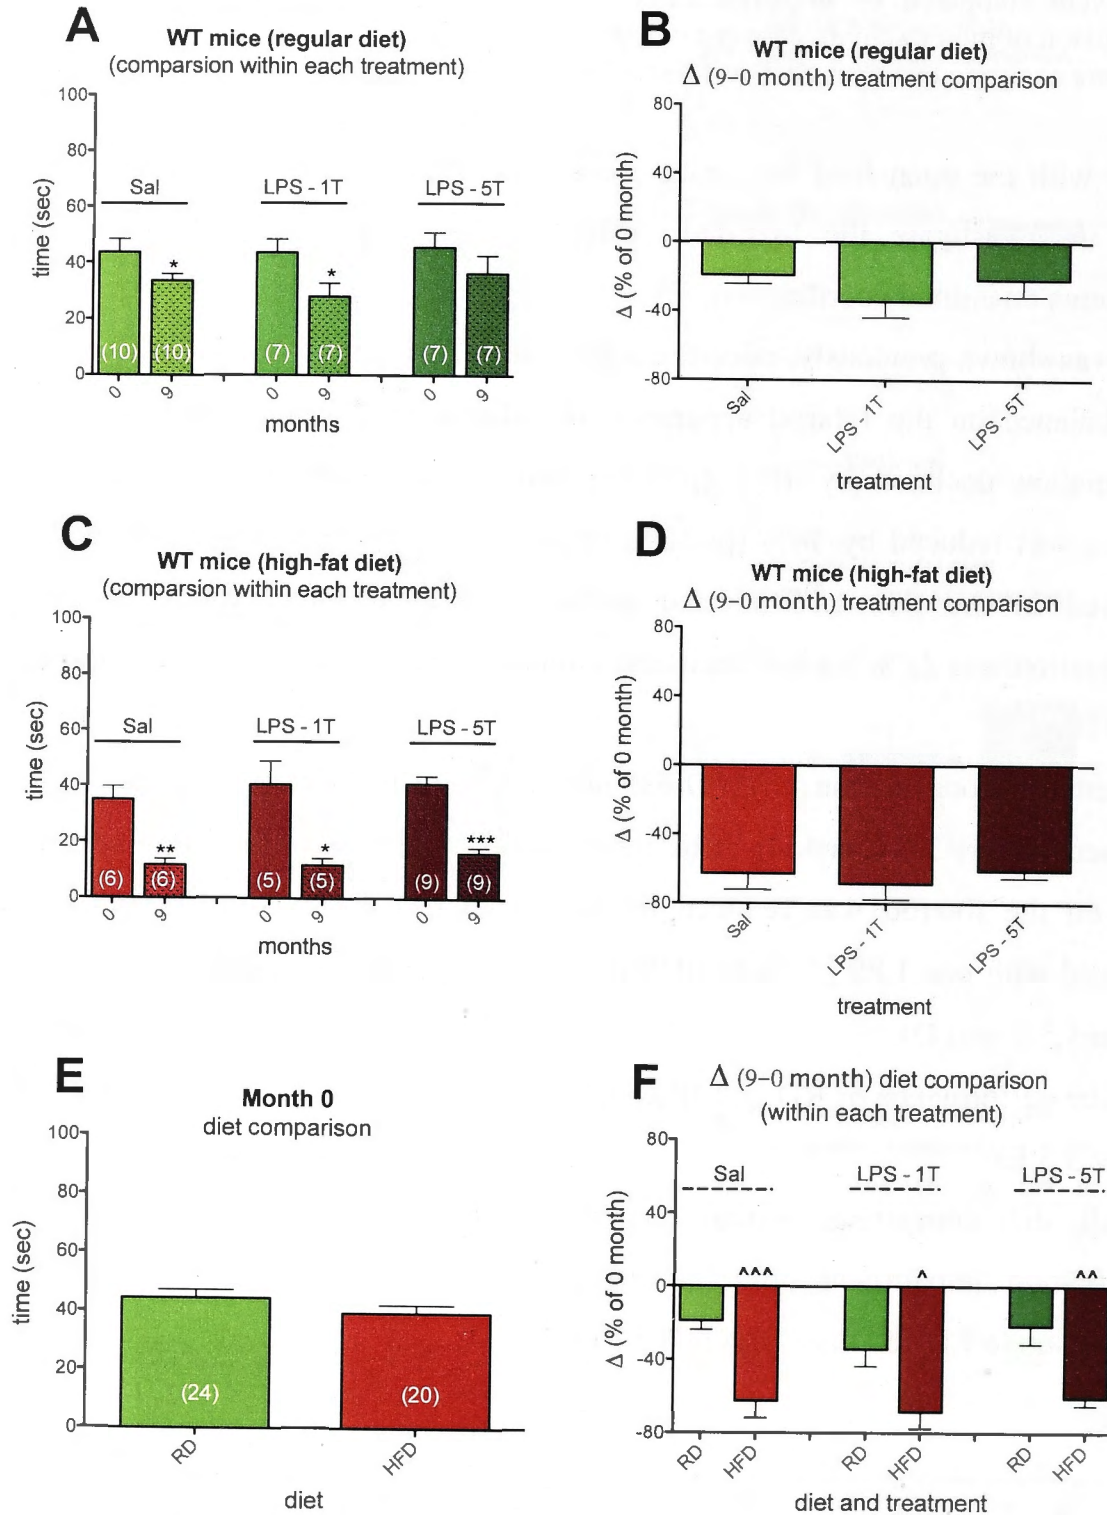 A
WT mice (regular diet)
(comparsion within each treatment)
100
80
60
40
20
0
time (sec)
Sal
LPS - 1T
LPS - 5T
*
*
(10)
(10)
(7)
(7)
(7)
(7)
0
9
0
9
0
9
months
B
WT mice (regular diet)
Δ (9–0 month) treatment comparison
80
40
0
-40
-80
Δ (% of 0 month)
Sal
LPS - 1T
LPS - 5T
treatment
C
WT mice (high-fat diet)
(comparsion within each treatment)
100
80
60
40
20
0
time (sec)
Sal
LPS - 1T
LPS - 5T
**
*
***
(6)
(6)
(5)
(5)
(9)
(9)
0
9
0
9
0
9
months
D
WT mice (high-fat diet)
Δ (9–0 month) treatment comparison
80
40
0
-40
-80
Δ (% of 0 month)
Sal
LPS - 1T
LPS - 5T
treatment
E
Month 0
diet comparison
100
80
60
40
20
0
time (sec)
(24)
(20)
RD
HFD
diet
F
Δ (9–0 month) diet comparison
(within each treatment)
80
40
0
-40
-80
Δ (% of 0 month)
Sal
LPS - 1T
LPS - 5T
^^^
^
^^
RD
HFD
RD
HFD
RD
HFD
diet and treatment